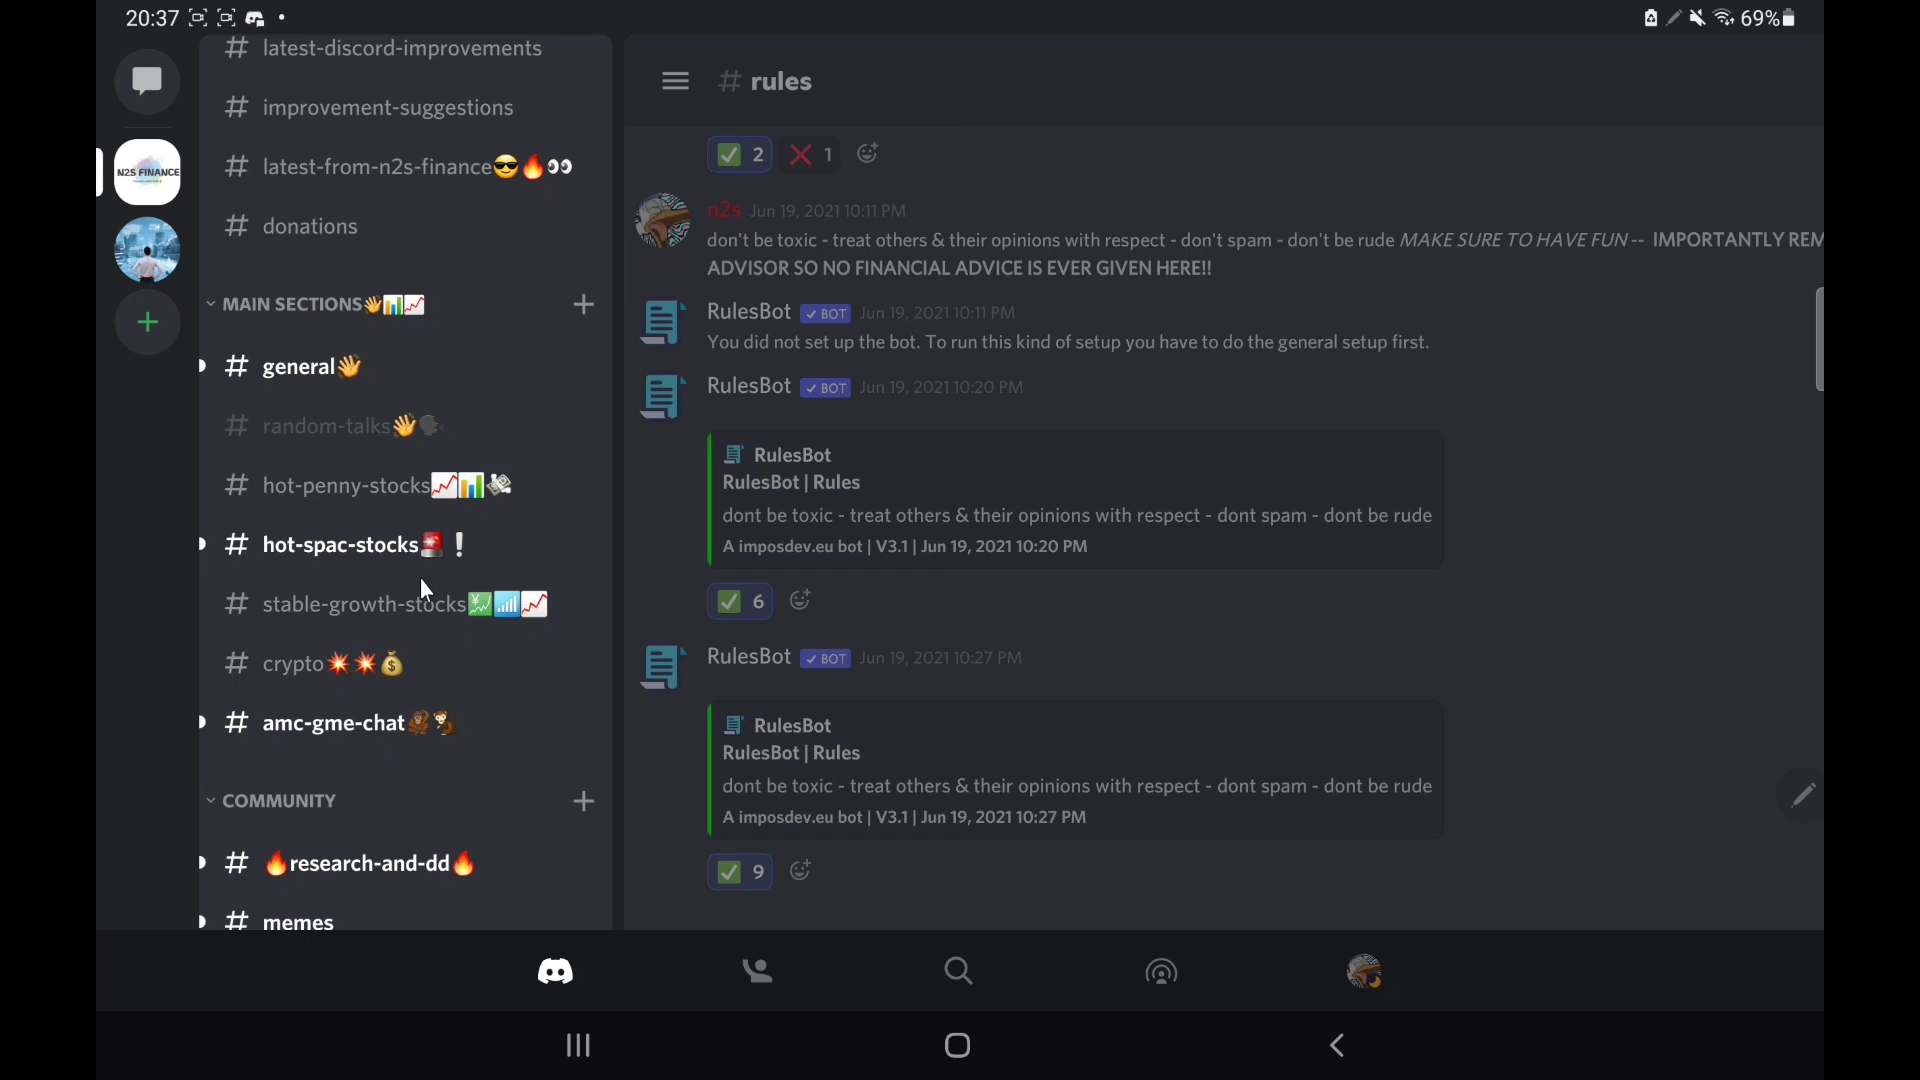 20:37
69%
latest-discord-improvements
improvement-suggestions
latest-from-n2s-finance😎🔥👀
donations
N2S FINANCE
MAIN SECTIONS👋📊📈
general👋
random-talks👋🗣
hot-penny-stocks📈📊💸
hot-spac-stocks🚨❕
stable-growth-stocks💹📶📈
crypto💥💥💰
amc-gme-chat🦧🐒
COMMUNITY
🔥research-and-dd🔥
memes
# rules
✅ 2 ❌ 1
n2s Jun 19, 2021 10:11 PM
don't be toxic - treat others & their opinions with respect - don't spam - don't be rude MAKE SURE TO HAVE FUN -- IMPORTANTLY REM
ADVISOR SO NO FINANCIAL ADVICE IS EVER GIVEN HERE!!
RulesBot ✓ BOT Jun 19, 2021 10:11 PM
You did not set up the bot. To run this kind of setup you have to do the general setup first.
RulesBot ✓ BOT Jun 19, 2021 10:20 PM
RulesBot
RulesBot | Rules
dont be toxic - treat others & their opinions with respect - dont spam - dont be rude
A imposdev.eu bot | V3.1 | Jun 19, 2021 10:20 PM
✅ 6
RulesBot ✓ BOT Jun 19, 2021 10:27 PM
RulesBot
RulesBot | Rules
dont be toxic - treat others & their opinions with respect - dont spam - dont be rude
A imposdev.eu bot | V3.1 | Jun 19, 2021 10:27 PM
✅ 9